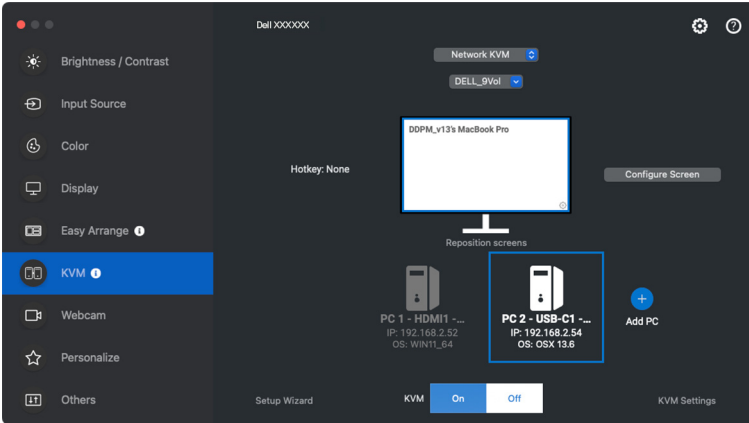 Dell XXXXXX
Brightness / Contrast
Input Source
Color
Display
Easy Arrange
KVM
Webcam
Personalize
Others
Network KVM
DELL_9Vol
DDPM_v13's MacBook Pro
Hotkey: None
Configure Screen
Reposition screens
PC 1 - HDMI1 -...
IP: 192.168.2.52
OS: WIN11_64
PC 2 - USB-C1 -...
IP: 192.168.2.54
OS: OSX 13.6
Add PC
Setup Wizard
KVM
On
Off
KVM Settings